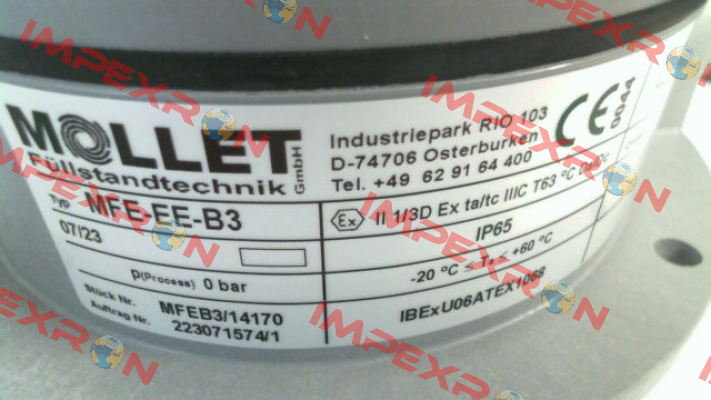 MOLLET
Füllstandtechnik GmbH
Industriepark RIO 103
D-74706 Osterburken
Tel. +49 62 91 64 400
CE 0044
Typ MFE-EE-B3
07/23
p(Process) 0 bar
Stück Nr. MFEB3/14170
Auftrag Nr. 223071574/1
Ex II 1/3D Ex ta/tc IIIC T63 °C Da/Dc
IP65
-20 °C ≤ Ta ≤ +60 °C
IBExU06ATEX1068
IMPEXRON
IMPEXRON
IMPEXRON
IMPEXRON
IMPEXRON